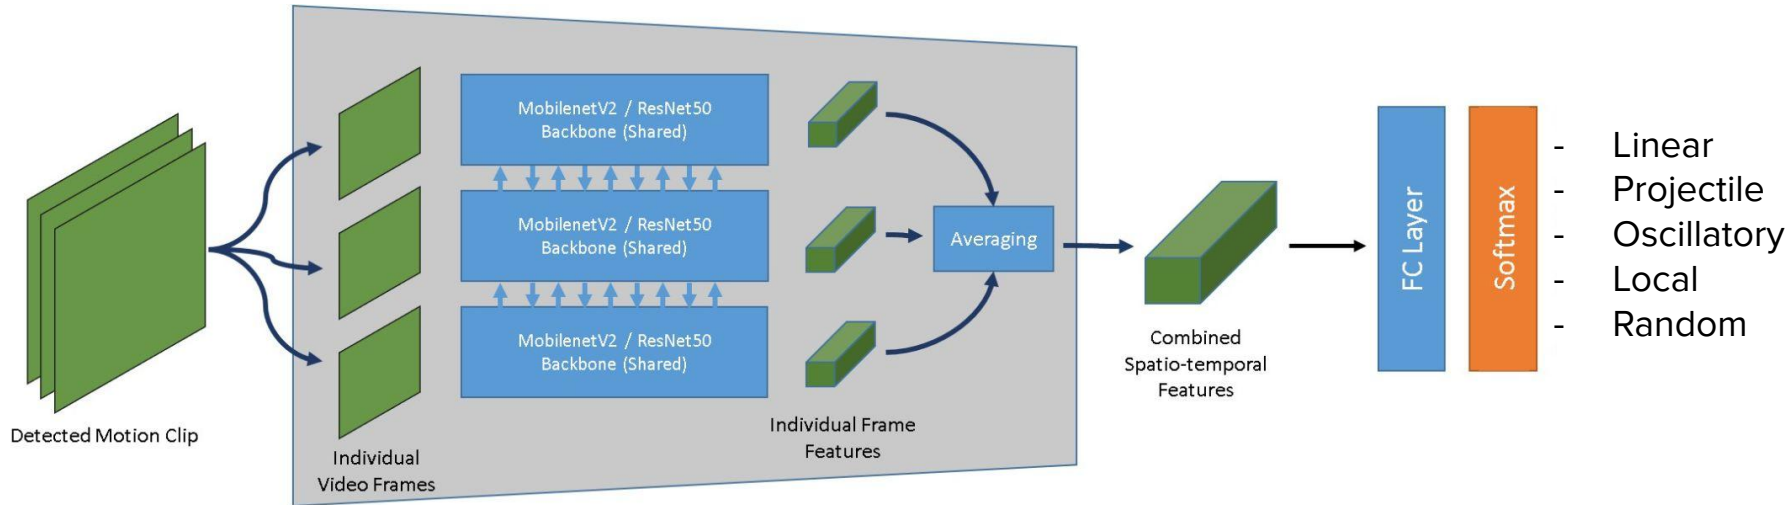 Detected Motion Clip
Individual
Video Frames
MobilenetV2 / ResNet50
Backbone (Shared)
MobilenetV2 / ResNet50
Backbone (Shared)
MobilenetV2 / ResNet50
Backbone (Shared)
Individual Frame
Features
Averaging
Combined
Spatio-temporal
Features
FC Layer
Softmax
- Linear
- Projectile
- Oscillatory
- Local
- Random